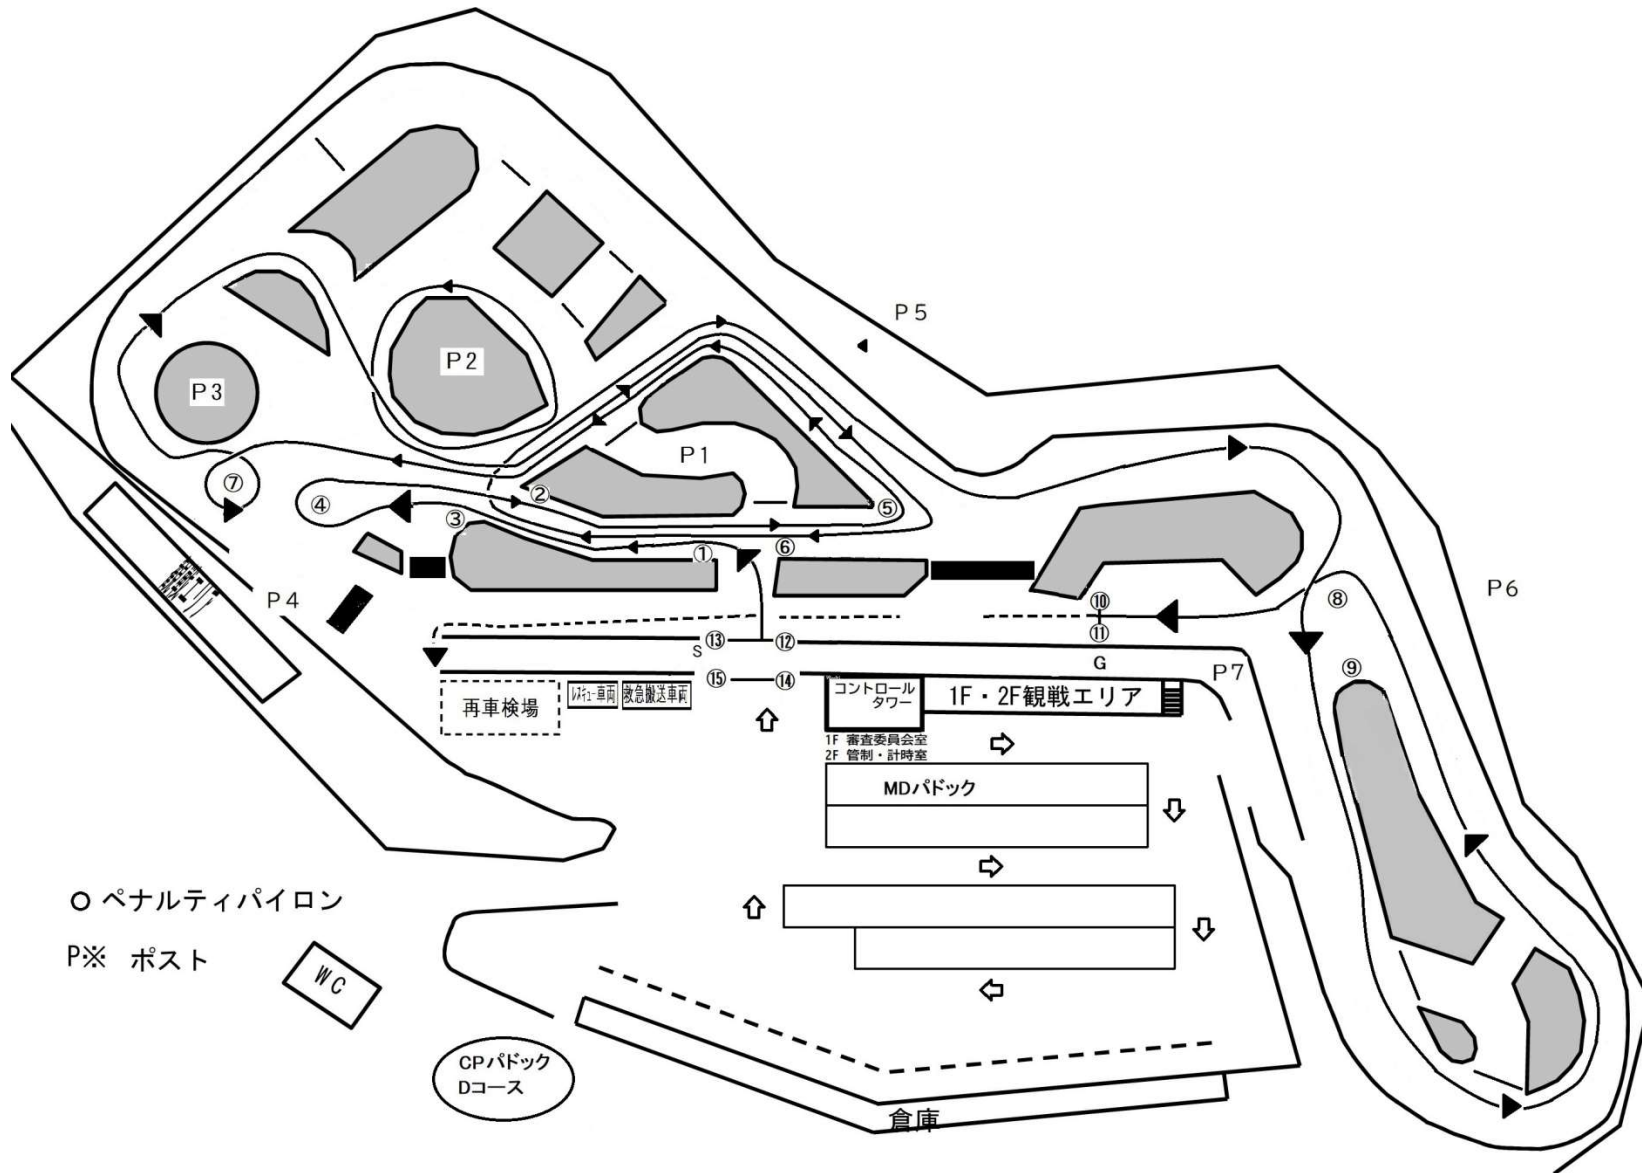 P5
P2
P3
P1
⑦
④
②
③
⑤
①
⑥
P4
⑩
⑪
⑧
P6
⑨
⑬
⑫
S
G
P7
⑮
⑭
再車検場
レスキュー車両
救急搬送車両
コントロール
タワー
1F・2F観戦エリア
1F 審査委員会室
2F 管制・計時室
MDパドック
○ ペナルティパイロン
P※ ポスト
WC
CPパドック
Dコース
倉庫